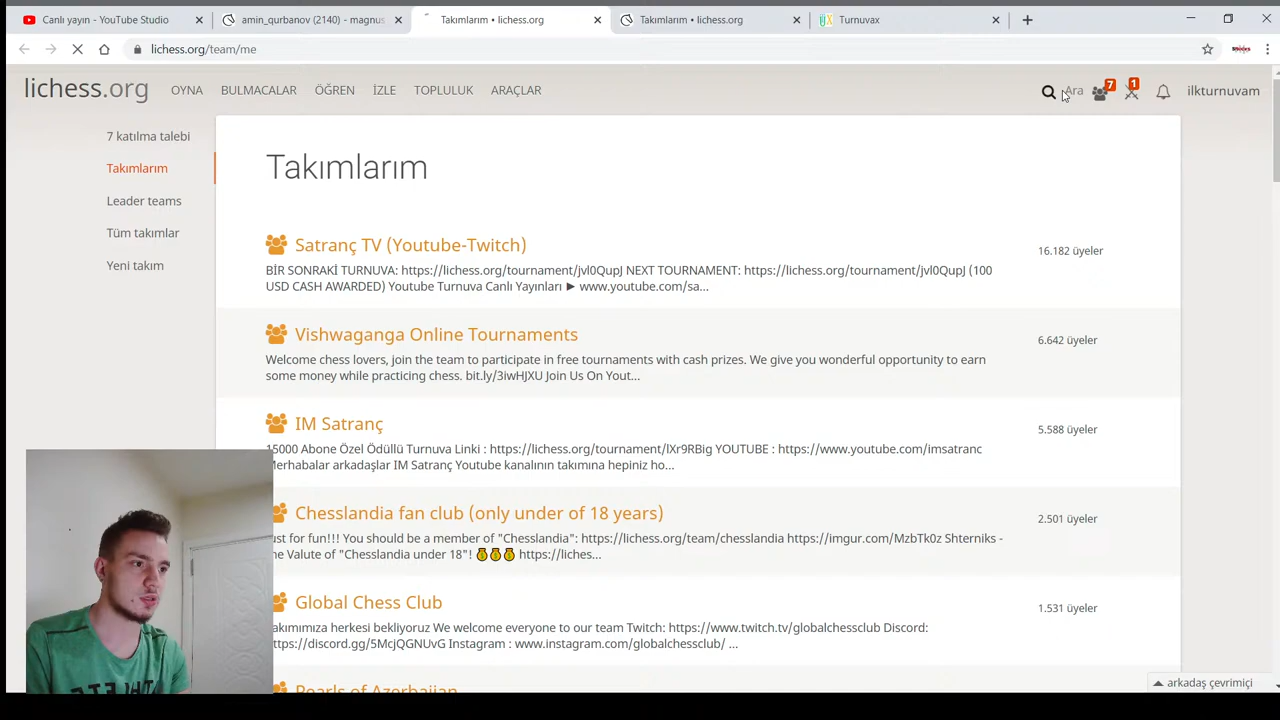 Canlı yayın - YouTube Studio
amin_qurbanov (2140) - magnus
Takımlarım • lichess.org
Takımlarım • lichess.org
Turnuvax
lichess.org/team/me
lichess.org OYNA BULMACALAR ÖĞREN İZLE TOPLULUK ARAÇLAR Ara 7 1 ilkturnuvam
7 katılma talebi
Takımlarım
Leader teams
Tüm takımlar
Yeni takım
Takımlarım
Satranç TV (Youtube-Twitch)
16.182 üyeler
BİR SONRAKİ TURNUVA: https://lichess.org/tournament/jvl0QupJ NEXT TOURNAMENT: https://lichess.org/tournament/jvl0QupJ (100
USD CASH AWARDED) Youtube Turnuva Canlı Yayınları ► www.youtube.com/sa...
Vishwaganga Online Tournaments
6.642 üyeler
Welcome chess lovers, join the team to participate in free tournaments with cash prizes. We give you wonderful opportunity to earn
some money while practicing chess. bit.ly/3iwHJXU Join Us On Yout...
IM Satranç
5.588 üyeler
15000 Abone Özel Ödüllü Turnuva Linki : https://lichess.org/tournament/lXr9RBig YOUTUBE : https://www.youtube.com/imsatranc
Merhabalar arkadaşlar IM Satranç Youtube kanalının takımına hepiniz ho...
Chesslandia fan club (only under of 18 years)
2.501 üyeler
ust for fun!!! You should be a member of "Chesslandia": https://lichess.org/team/chesslandia https://imgur.com/MzbTk0z Shterniks -
he Valute of "Chesslandia under 18"! 💰💰💰 https://liches...
Global Chess Club
1.531 üyeler
akımımıza herkesi bekliyoruz We welcome everyone to our team Twitch: https://www.twitch.tv/globalchessclub Discord:
ttps://discord.gg/5McjQGNUvG Instagram : www.instagram.com/globalchessclub/ ...
Pearls of Azerbaijan
arkadaş çevrimiçi